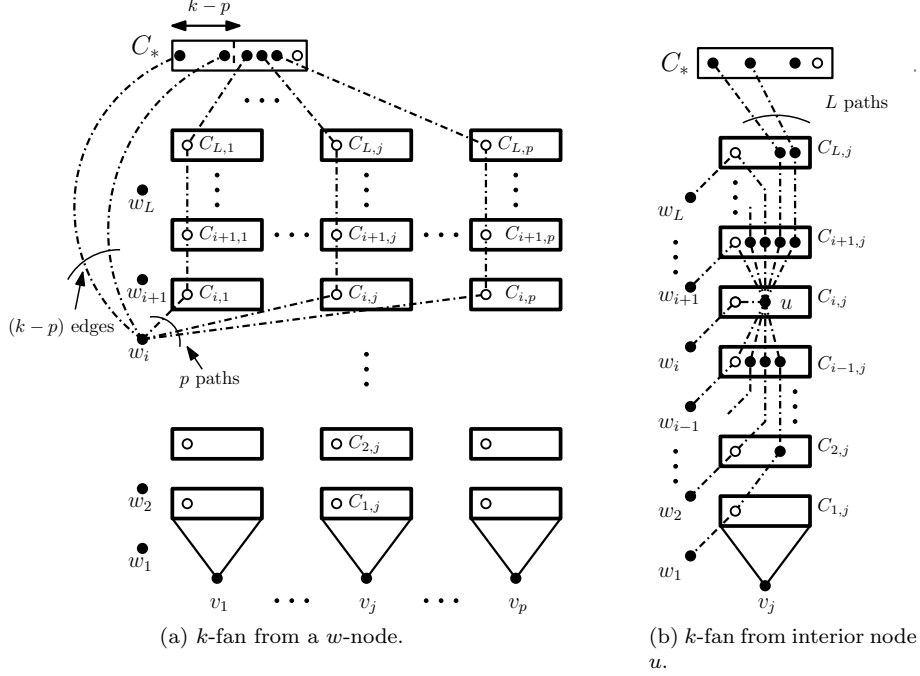 k − p
C_*
C_*
L paths
C_{L,1} C_{L,j} C_{L,p}
C_{L,j}
w_L
w_L
C_{i+1,1} C_{i+1,j} C_{i+1,p}
C_{i+1,j}
w_{i+1}
w_{i+1}
C_{i,1} C_{i,j} C_{i,p}
u C_{i,j}
(k − p) edges
w_i
w_i
p paths
C_{i−1,j}
w_{i−1}
C_{2,j}
C_{2,j}
w_2
C_{1,j}
w_2
C_{1,j}
w_1
w_1
v_1 v_j v_p
v_j
(a) k-fan from a w-node.
(b) k-fan from interior node
u.